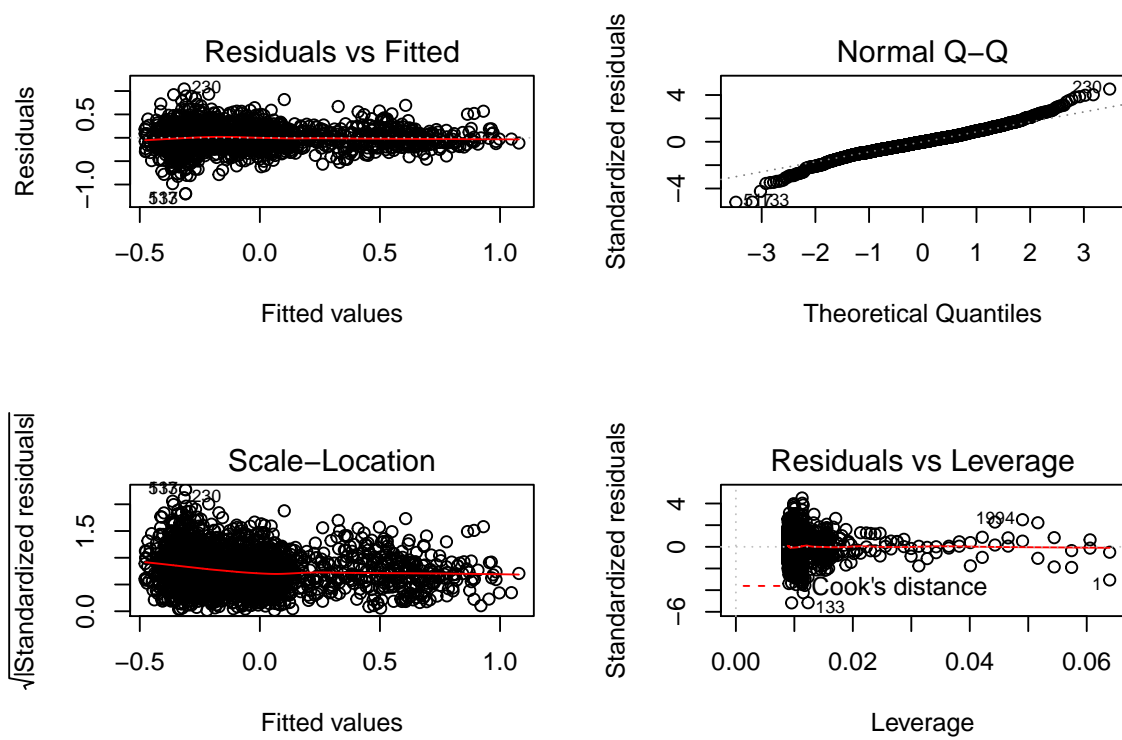 Residuals vs Fitted
Residuals
−1.0
0.5
230
133
−0.5
0.0
0.5
1.0
Fitted values
Normal Q−Q
Standardized residuals
−4
0
4
230
133
−3
−2
−1
0
1
2
3
Theoretical Quantiles
Scale−Location
√|Standardized residuals|
0.0
1.5
230
−0.5
0.0
0.5
1.0
Fitted values
Residuals vs Leverage
Standardized residuals
−6
0
4
1994
1
Cook's distance
133
0.00
0.02
0.04
0.06
Leverage